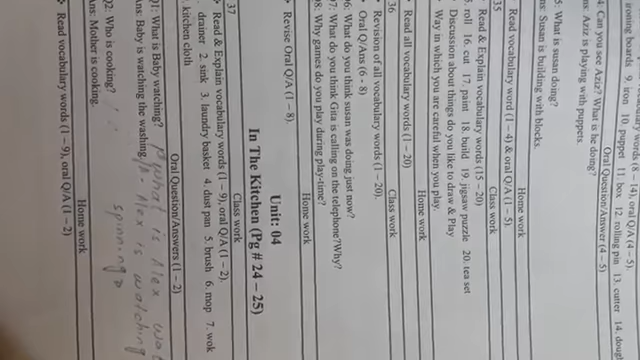 ironing boards 9. iron 10. puppet 11. box 12. rolling pin 13. cutter 14. dough
vocabulary words (8 – 14), oral Q/A (4 – 5).
Home work
Oral Question/Answer (4 – 5)
4: Can you see Aziz? What is he doing?
Ans: Aziz is playing with puppets.
5: What is susan doing?
Ans: Susan is building with blocks.
Home work
Read vocabulary word (1 – 4) & oral Q/A (1 – 5).
35
Class work
Read & Explain vocabulary words (15 – 20)
5. roll 16. cut 17. paint 18. build 19. jigsaw puzzle 20. tea set
Discussion about things do you like to draw & Play
Way in which you are careful when you play.
Home work
Read all vocabulary words (1 – 20)
36
Class work
Revision of all vocabulary words (1 – 20).
Oral Q/Ans (6 - 8)
6: What do you think susan was doing just now?
7: What do you think Gita is calling on the telephone? Why?
8: Why games do you play during play-time?
Home work
Revise Oral Q/A (1 – 8).
Unit: 04
In The Kitchen (Pg # 24 – 25)
37
Class work
Read & Explain vocabulary words (1 – 9), oral Q/A (1 – 2).
drainer 2. sink 3. laundry basket 4. dust pan 5. brush 6. mop 7. wok
kitchen cloth
Oral Question/Answers (1 – 2)
Q1: What is Baby watching? What is Alex wat
Ans: Baby is watching the washing. Alex is watching
spinning
Q2: Who is cooking?
Ans: Mother is cooking.
Home work
Read vocabulary words (1 – 9), oral Q/A (1 – 2)